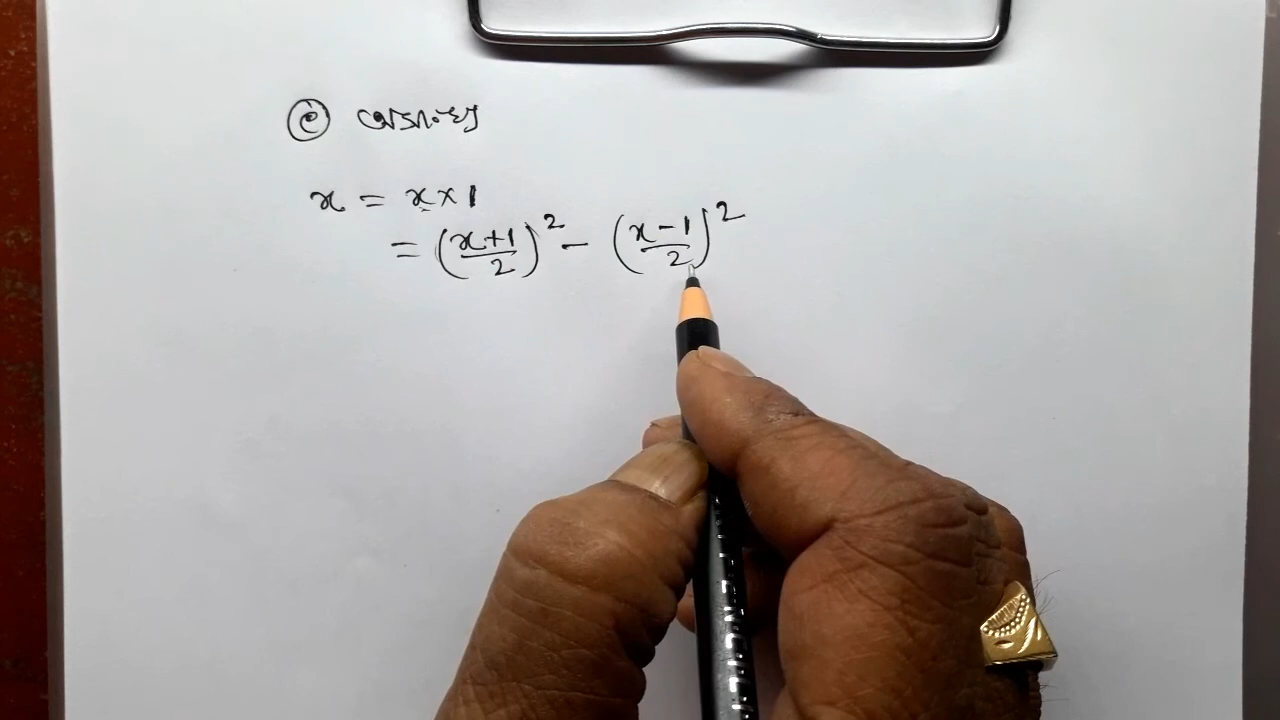 x = x × 1
= (x+1/2)² - (x-1/2)²